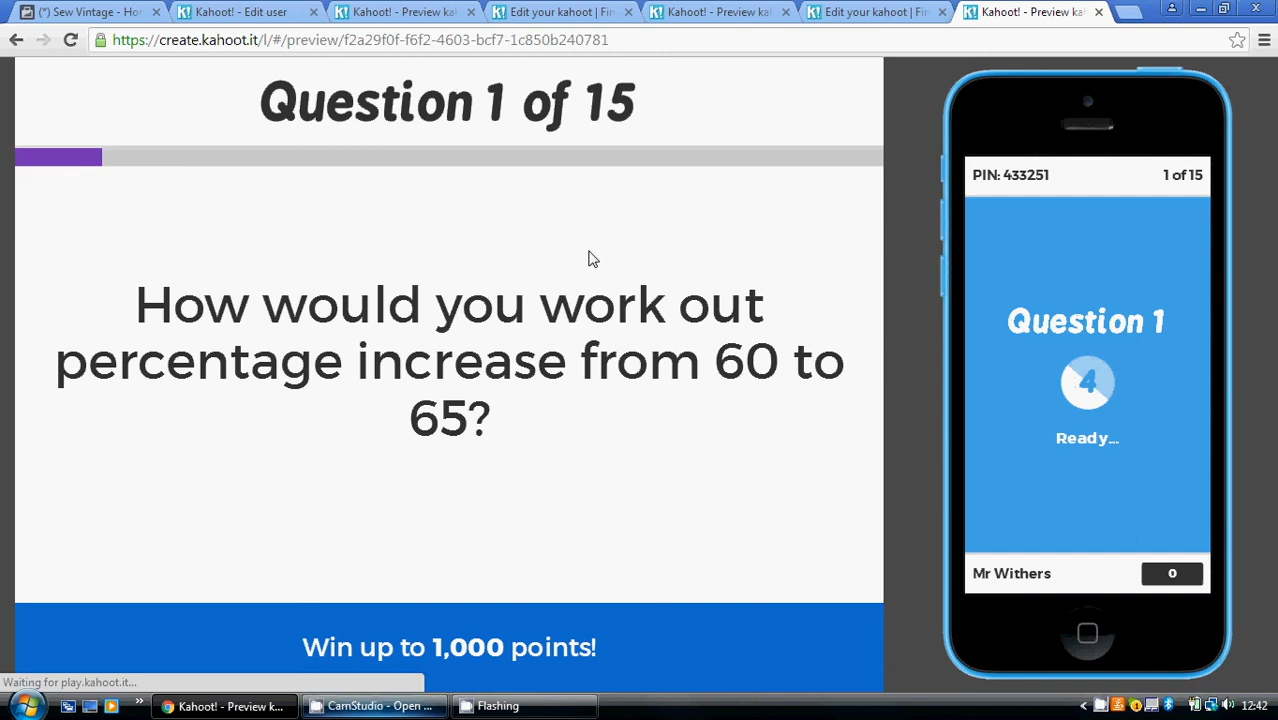 (*) Sew Vintage - Ho
Kahoot! - Edit user
Kahoot! - Preview ka
Edit your kahoot | Fin
Kahoot! - Preview ka
Edit your kahoot | Fin
Kahoot! - Preview ka
https://create.kahoot.it/l/#/preview/f2a29f0f-f6f2-4603-bcf7-1c850b240781
Question 1 of 15
How would you work out
percentage increase from 60 to
65?
Win up to 1,000 points!
PIN: 433251 1 of 15
Question 1
4
Ready...
Mr Withers 0
Waiting for play.kahoot.it...
Kahoot! - Preview k...
CamStudio - Open ...
Flashing
12:42